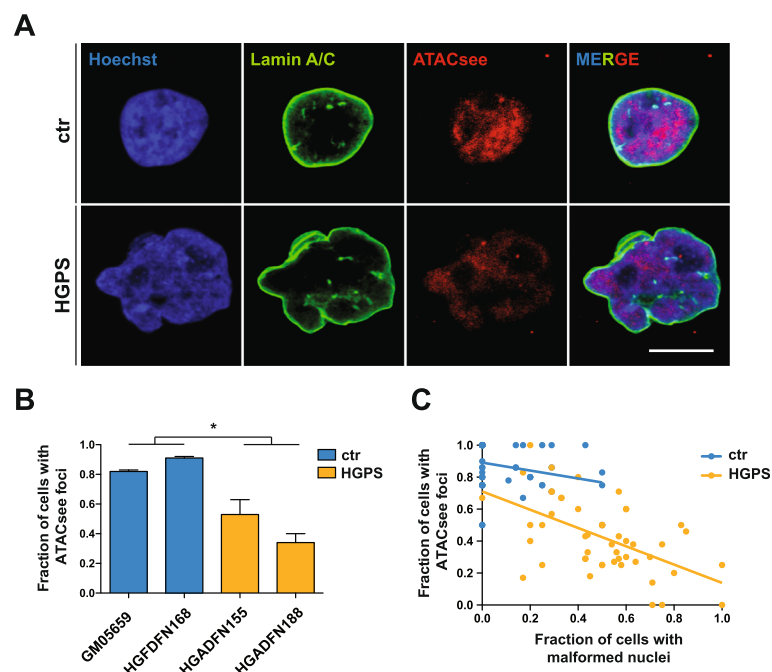 A
Hoechst Lamin A/C ATACsee MERGE
ctr
HGPS
B
*
ctr
HGPS
Fraction of cells with
ATACsee foci
1.0
0.8
0.6
0.4
0.2
0.0
GM05659
HGFDFN168
HGADFN155
HGADFN188
C
ctr
HGPS
Fraction of cells with
ATACsee foci
1.0
0.8
0.6
0.4
0.2
0.0
0.0 0.2 0.4 0.6 0.8 1.0
Fraction of cells with
malformed nuclei